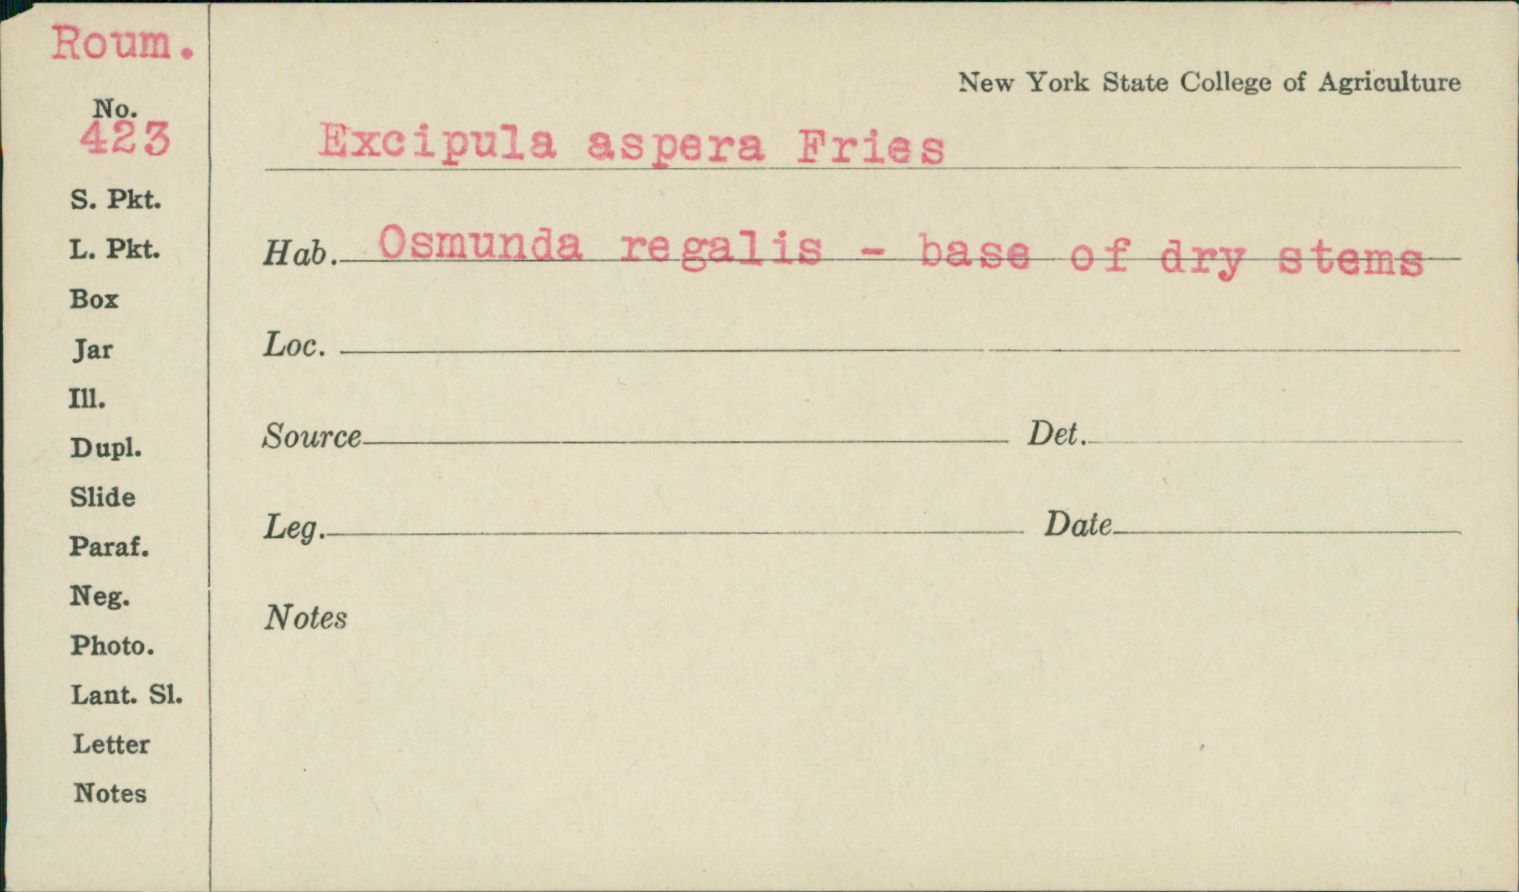 Roum.
No.
423
S. Pkt.
L. Pkt.
Box
Jar
Ill.
Dupl.
Slide
Paraf.
Neg.
Photo.
Lant. Sl.
Letter
Notes
New York State College of Agriculture
Excipula aspera Fries
Hab. Osmunda regalis - base of dry stems
Loc.
Source Det.
Leg. Date
Notes